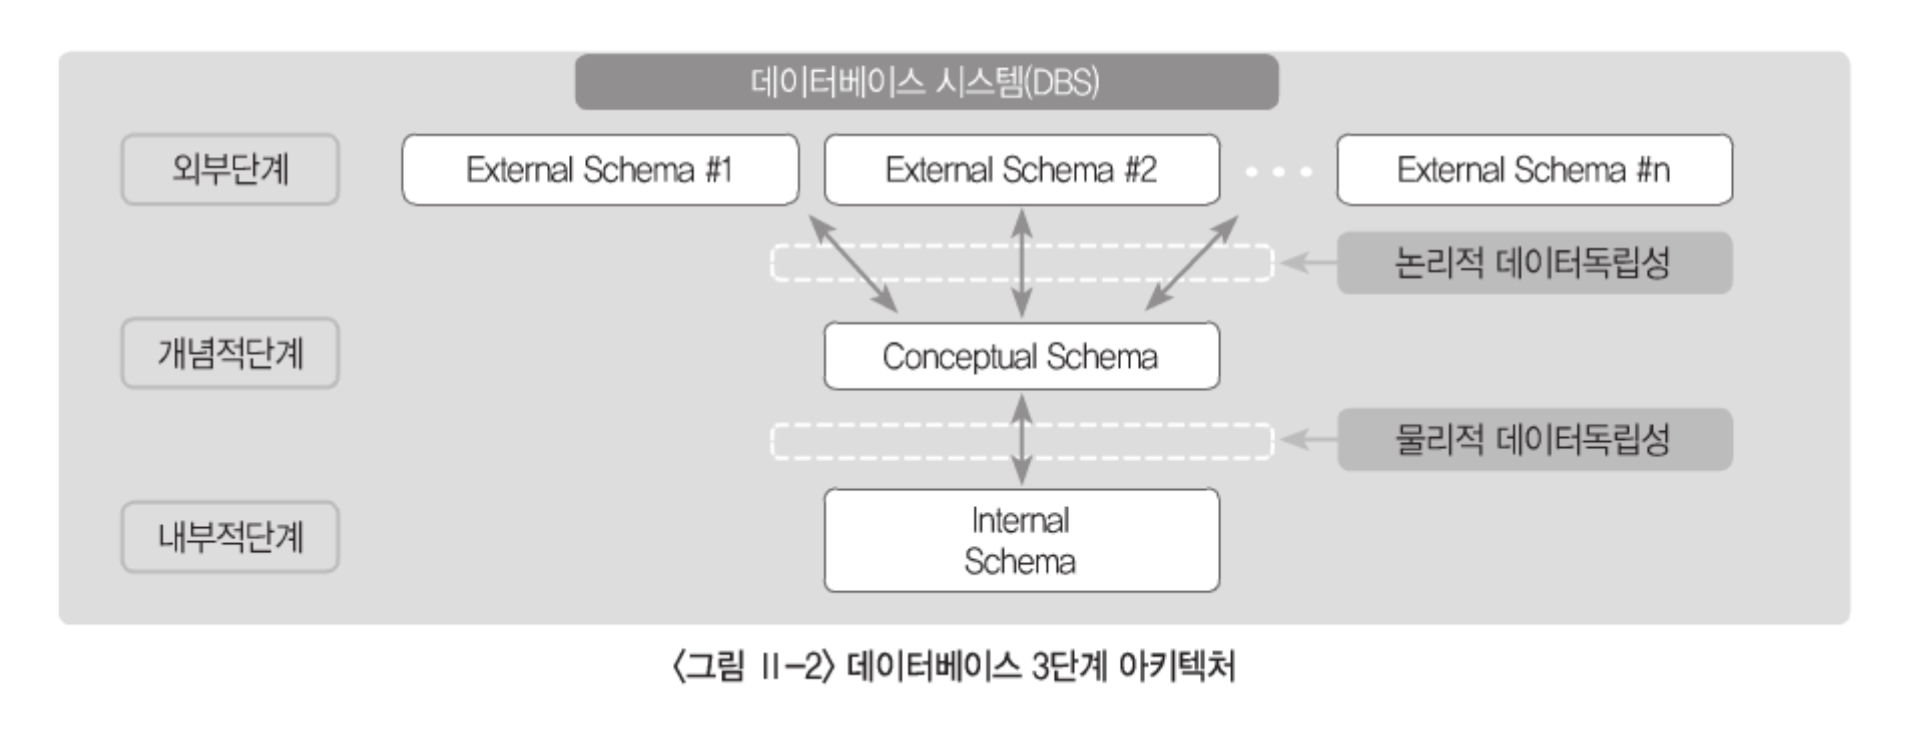 데이터베이스 시스템(DBS)
외부단계
External Schema #1
External Schema #2
External Schema #n
논리적 데이터독립성
개념적단계
Conceptual Schema
물리적 데이터독립성
내부적단계
Internal
Schema
〈그림 Ⅱ-2〉 데이터베이스 3단계 아키텍처